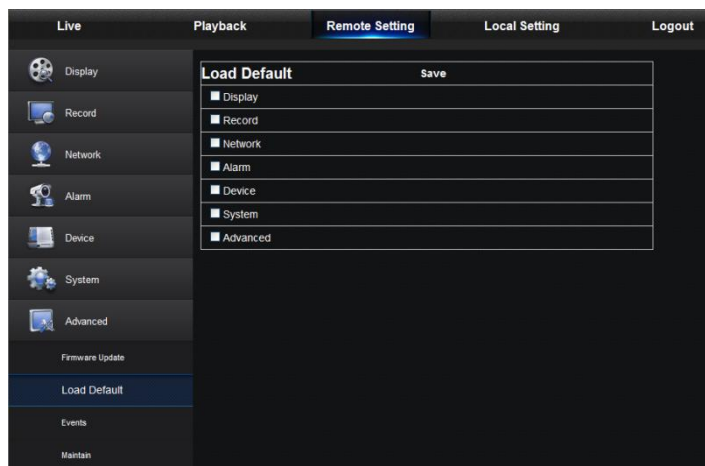 Live Playback Remote Setting Local Setting Logout
Display
Record
Network
Alarm
Device
System
Advanced
Firmware Update
Load Default
Events
Maintain
Load Default Save
Display
Record
Network
Alarm
Device
System
Advanced